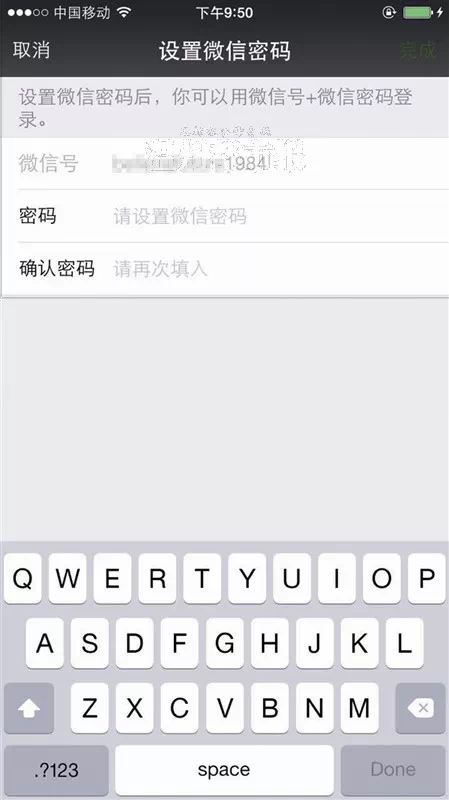 中国移动
下午9:50
取消
设置微信密码
完成
设置微信密码后，你可以用微信号+微信密码登
录。
微信号
-1984
密码
请设置微信密码
确认密码
请再次填入
Q W E R T Y U I O P
A S D F G H J K L
Z X C V B N M
.?123
space
Done